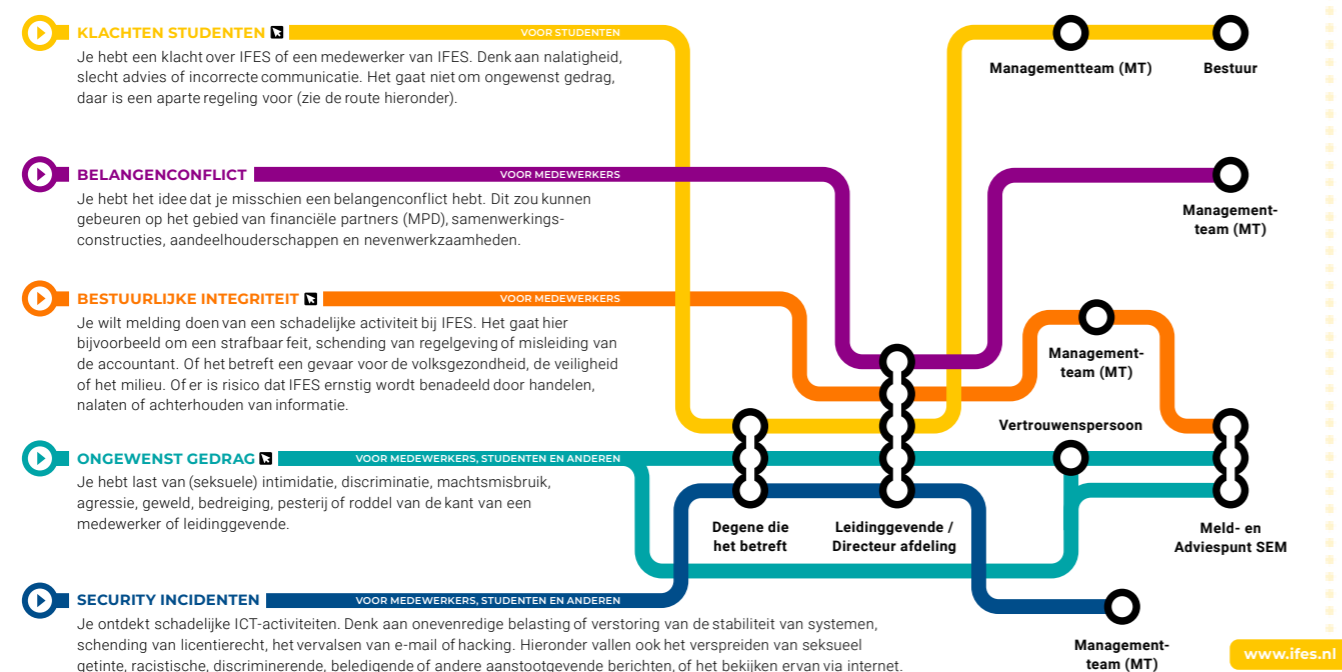 KLACHTEN STUDENTEN
VOOR STUDENTEN
Je hebt een klacht over IFES of een medewerker van IFES. Denk aan nalatigheid,
slecht advies of incorrecte communicatie. Het gaat niet om ongewenst gedrag,
daar is een aparte regeling voor (zie de route hieronder).
Managementteam (MT)
Bestuur
BELANGENCONFLICT
VOOR MEDEWERKERS
Je hebt het idee dat je misschien een belangenconflict hebt. Dit zou kunnen
gebeuren op het gebied van financiële partners (MPD), samenwerkings-
constructies, aandeelhouderschappen en nevenwerkzaamheden.
Management-
team (MT)
BESTUURLIJKE INTEGRITEIT
VOOR MEDEWERKERS
Je wilt melding doen van een schadelijke activiteit bij IFES. Het gaat hier
bijvoorbeeld om een strafbaar feit, schending van regelgeving of misleiding van
de accountant. Of het betreft een gevaar voor de volksgezondheid, de veiligheid
of het milieu. Of er is risico dat IFES ernstig wordt benadeeld door handelen,
nalaten of achterhouden van informatie.
Management-
team (MT)
Vertrouwenspersoon
ONGEWENST GEDRAG
VOOR MEDEWERKERS, STUDENTEN EN ANDEREN
Je hebt last van (seksuele) intimidatie, discriminatie, machtsmisbruik,
agressie, geweld, bedreiging, pesterij of roddel van de kant van een
medewerker of leidinggevende.
Degene die
het betreft
Leidinggevende /
Directeur afdeling
Meld- en
Adviespunt SEM
SECURITY INCIDENTEN
VOOR MEDEWERKERS, STUDENTEN EN ANDEREN
Je ontdekt schadelijke ICT-activiteiten. Denk aan onevenredige belasting of verstoring van de stabiliteit van systemen,
schending van licentierecht, het vervalsen van e-mail of hacking. Hieronder vallen ook het verspreiden van seksueel
getinte, racistische, discriminerende, beledigende of andere aanstootgevende berichten, of het bekijken ervan via internet.
Management-
team (MT)
www.ifes.nl